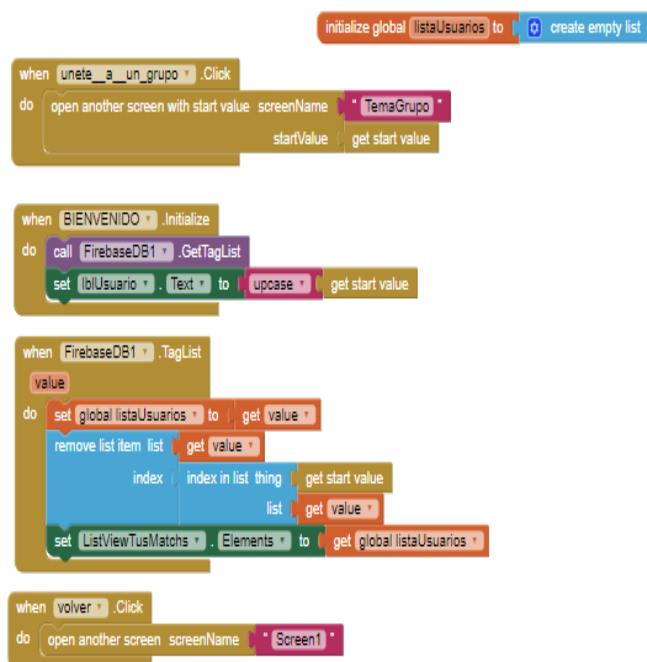 initialize global listaUsuarios to create empty list
when unete__a__un_grupo .Click
do open another screen with start value screenName " TemaGrupo "
startValue get start value
when BIENVENIDO .Initialize
do call FirebaseDB1 .GetTagList
set lblUsuario . Text to upcase get start value
when FirebaseDB1 .TagList
value
do set global listaUsuarios to get value
remove list item list get value
index index in list thing get start value
list get value
set ListViewTusMatchs . Elements to get global listaUsuarios
when volver .Click
do open another screen screenName " Screen1 "